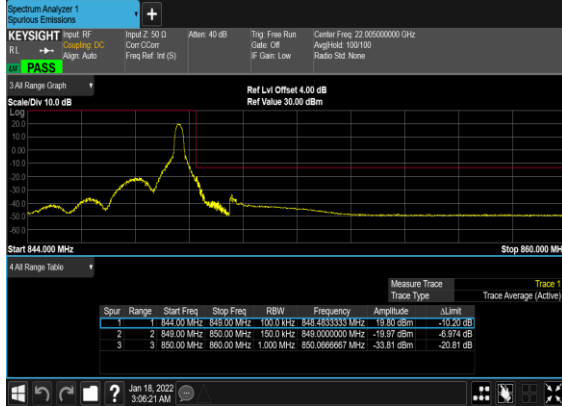 Spectrum Analyzer 1
Spurious Emissions
+
KEYSIGHT Input: RF Input Z: 50 Ω Atten: 40 dB Trig: Free Run Center Freq: 22.005000000 GHz
RL Coupling: DC Corr CCorr Gate: Off Avg|Hold: 100/100
Align: Auto Freq Ref: Int (S) IF Gain: Low Radio Std: None
PASS
3 All Range Graph
Ref Lvl Offset 4.00 dB
Scale/Div 10.0 dB Ref Value 30.00 dBm
Log
20.0
10.0
0.00
-10.0
-20.0
-30.0
-40.0
-50.0
-60.0
Start 844.000 MHz Stop 860.000 MH
4 All Range Table
Measure Trace Trace 1
Trace Type Trace Average (Active)
Spur Range Start Freq Stop Freq RBW Frequency Amplitude ΔLimit
1 1 844.00 MHz 849.00 MHz 100.0 kHz 848.4833333 MHz 19.80 dBm -10.20 dB
2 2 849.00 MHz 850.00 MHz 150.0 kHz 849.0000000 MHz -19.97 dBm -6.974 dB
3 3 850.00 MHz 860.00 MHz 1.000 MHz 850.0666667 MHz -33.81 dBm -20.81 dB
? Jan 18, 2022
3:06:21 AM